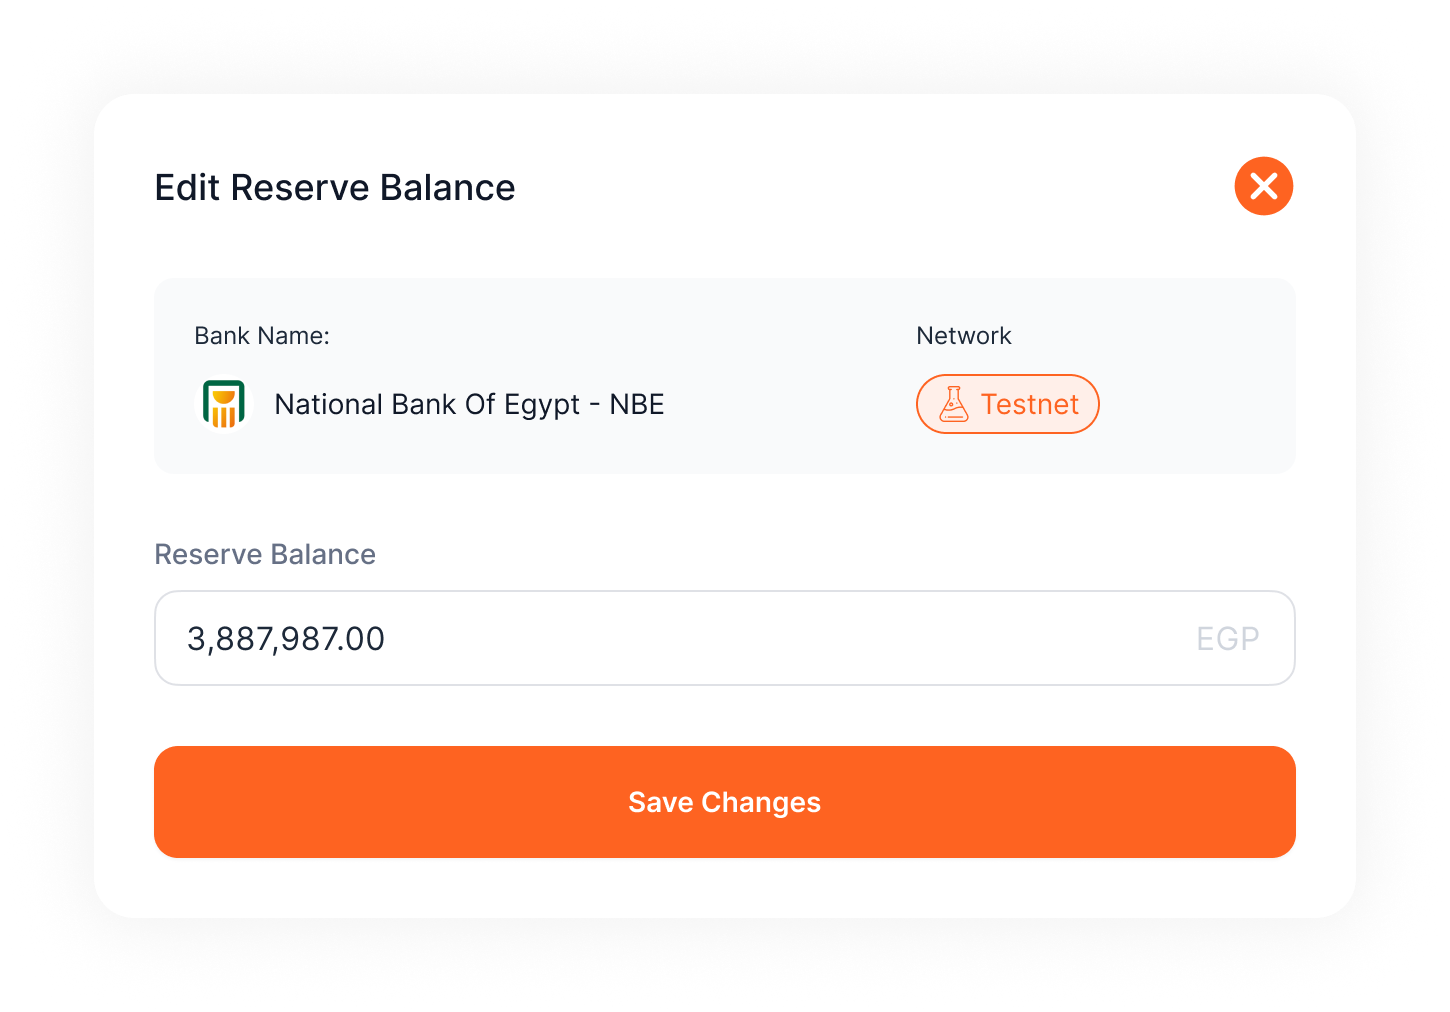 Edit Reserve Balance
Bank Name:
Network
National Bank Of Egypt - NBE
Testnet
Reserve Balance
3,887,987.00
EGP
Save Changes